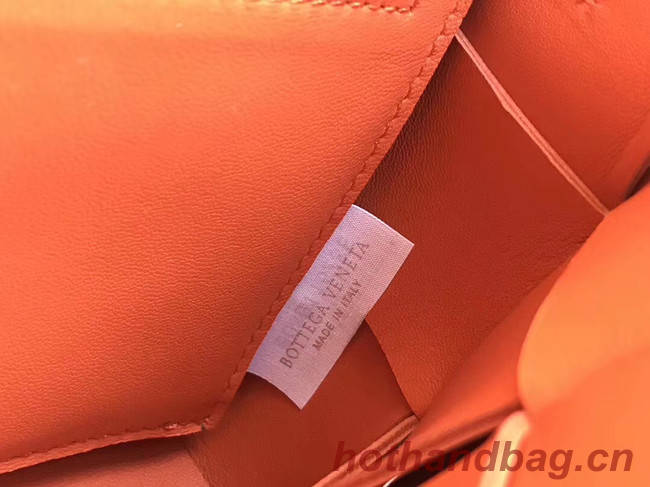 BOTTEGA VENETA
MADE IN ITALY
hothandbag.cn